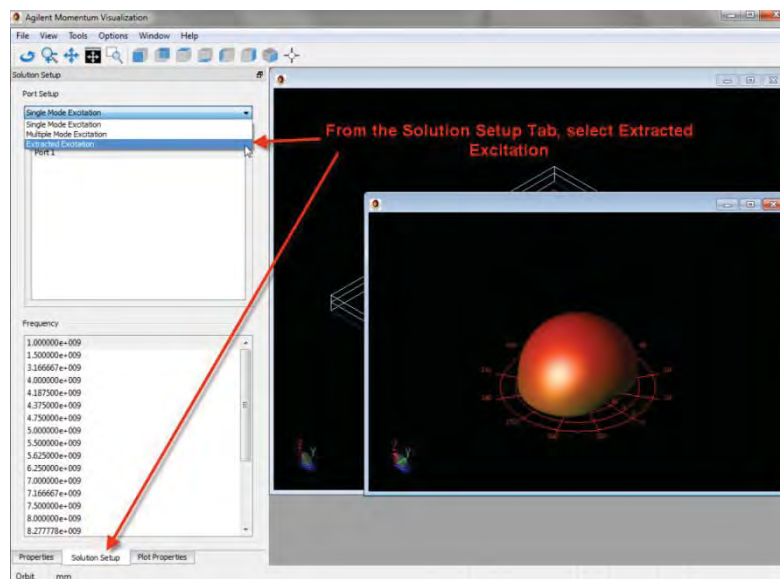 Agilent Momentum Visualization
File View Tools Options Window Help
Solution Setup
Port Setup
Single Mode Excitation
Single Mode Excitation
Multiple Mode Excitation
Extracted Excitation
Port 1
From the Solution Setup Tab, select Extracted
Excitation
Frequency
1.000000e+009
1.500000e+009
3.166667e+009
4.000000e+009
4.187500e+009
4.375000e+009
4.750000e+009
5.000000e+009
5.500000e+009
5.625000e+009
6.250000e+009
7.000000e+009
7.166667e+009
7.500000e+009
8.000000e+009
8.277778e+009
Properties Solution Setup Plot Properties
Orbit mm